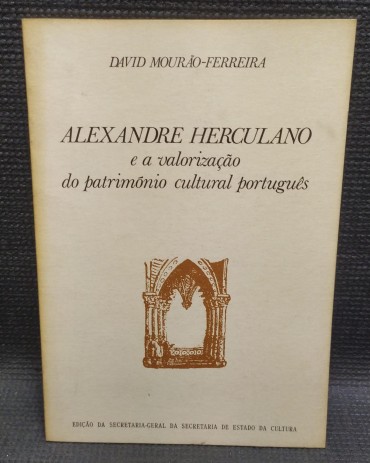 DAVID MOURÃO-FERREIRA
ALEXANDRE HERCULANO
e a valorização
do património cultural português
EDIÇÃO DA SECRETARIA-GERAL DA SECRETARIA DE ESTADO DA CULTURA